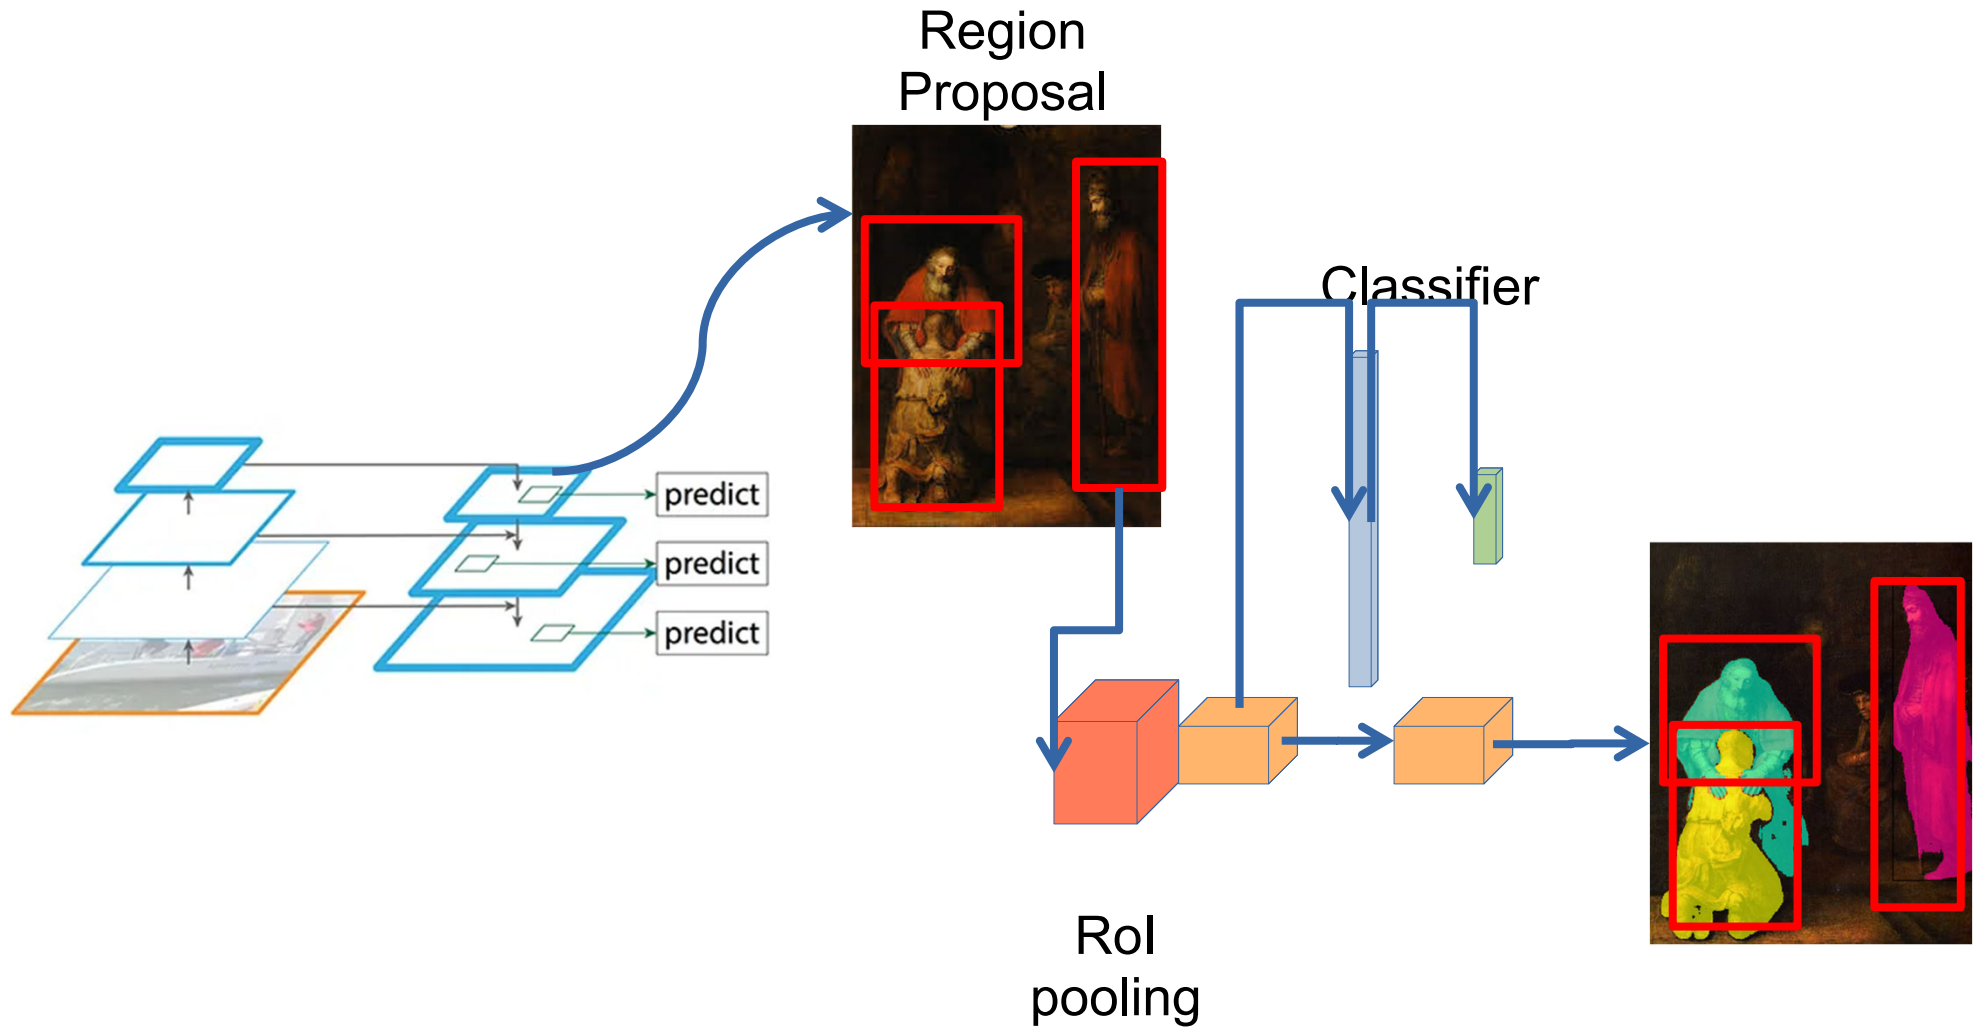 Region
Proposal
Classifier
predict
predict
predict
RoI
pooling